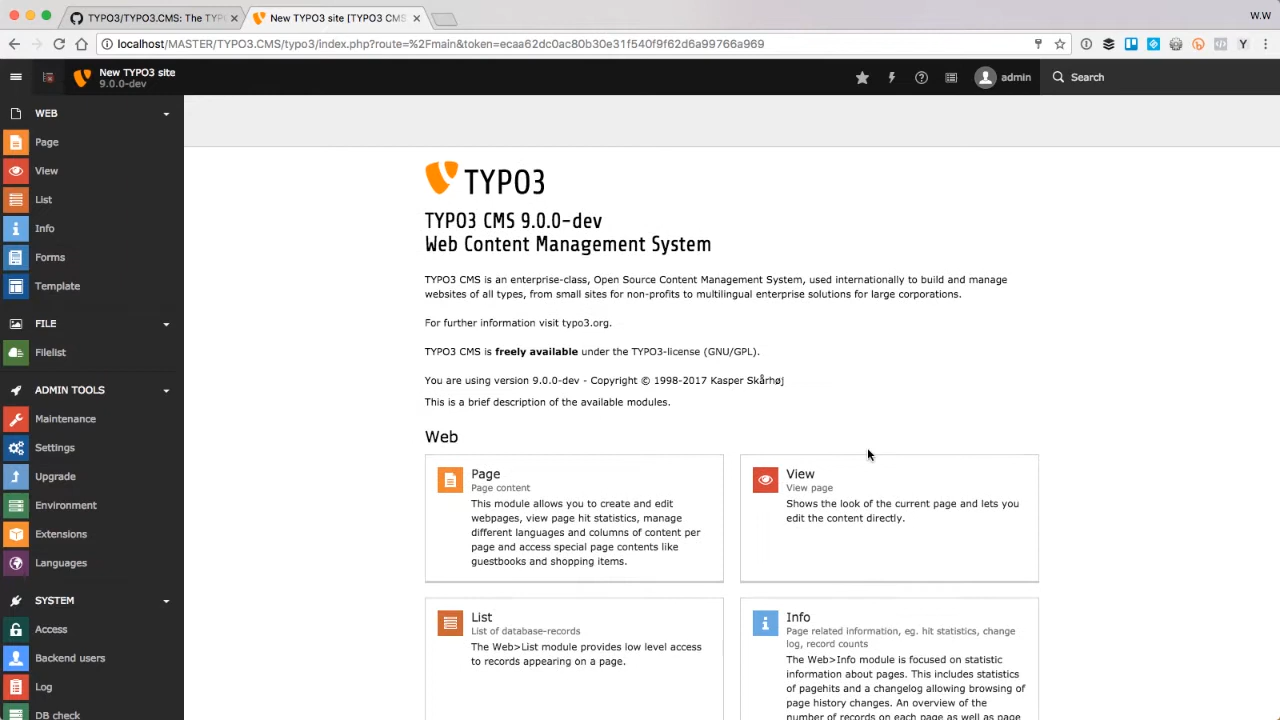 TYPO3/TYPO3.CMS: The TYP
New TYPO3 site [TYPO3 CMS
W.W
localhost/MASTER/TYPO3.CMS/typo3/index.php?route=%2Fmain&token=ecaa62dc0ac80b30e31f540f9f62d6a99766a969
New TYPO3 site
9.0.0-dev
admin
Search
WEB
Page
View
List
Info
Forms
Template
FILE
Filelist
ADMIN TOOLS
Maintenance
Settings
Upgrade
Environment
Extensions
Languages
SYSTEM
Access
Backend users
Log
DB check
TYPO3
TYPO3 CMS 9.0.0-dev
Web Content Management System
TYPO3 CMS is an enterprise-class, Open Source Content Management System, used internationally to build and manage
websites of all types, from small sites for non-profits to multilingual enterprise solutions for large corporations.
For further information visit typo3.org.
TYPO3 CMS is freely available under the TYPO3-license (GNU/GPL).
You are using version 9.0.0-dev - Copyright © 1998-2017 Kasper Skårhøj
This is a brief description of the available modules.
Web
Page
Page content
This module allows you to create and edit
webpages, view page hit statistics, manage
different languages and columns of content per
page and access special page contents like
guestbooks and shopping items.
View
View page
Shows the look of the current page and lets you
edit the content directly.
List
List of database-records
The Web>List module provides low level access
to records appearing on a page.
Info
Page related information, eg. hit statistics, change
log, record counts
The Web>Info module is focused on statistic
information about pages. This includes statistics
of pagehits and a changelog allowing browsing of
page history changes. An overview of the
number of records on each page as well as page